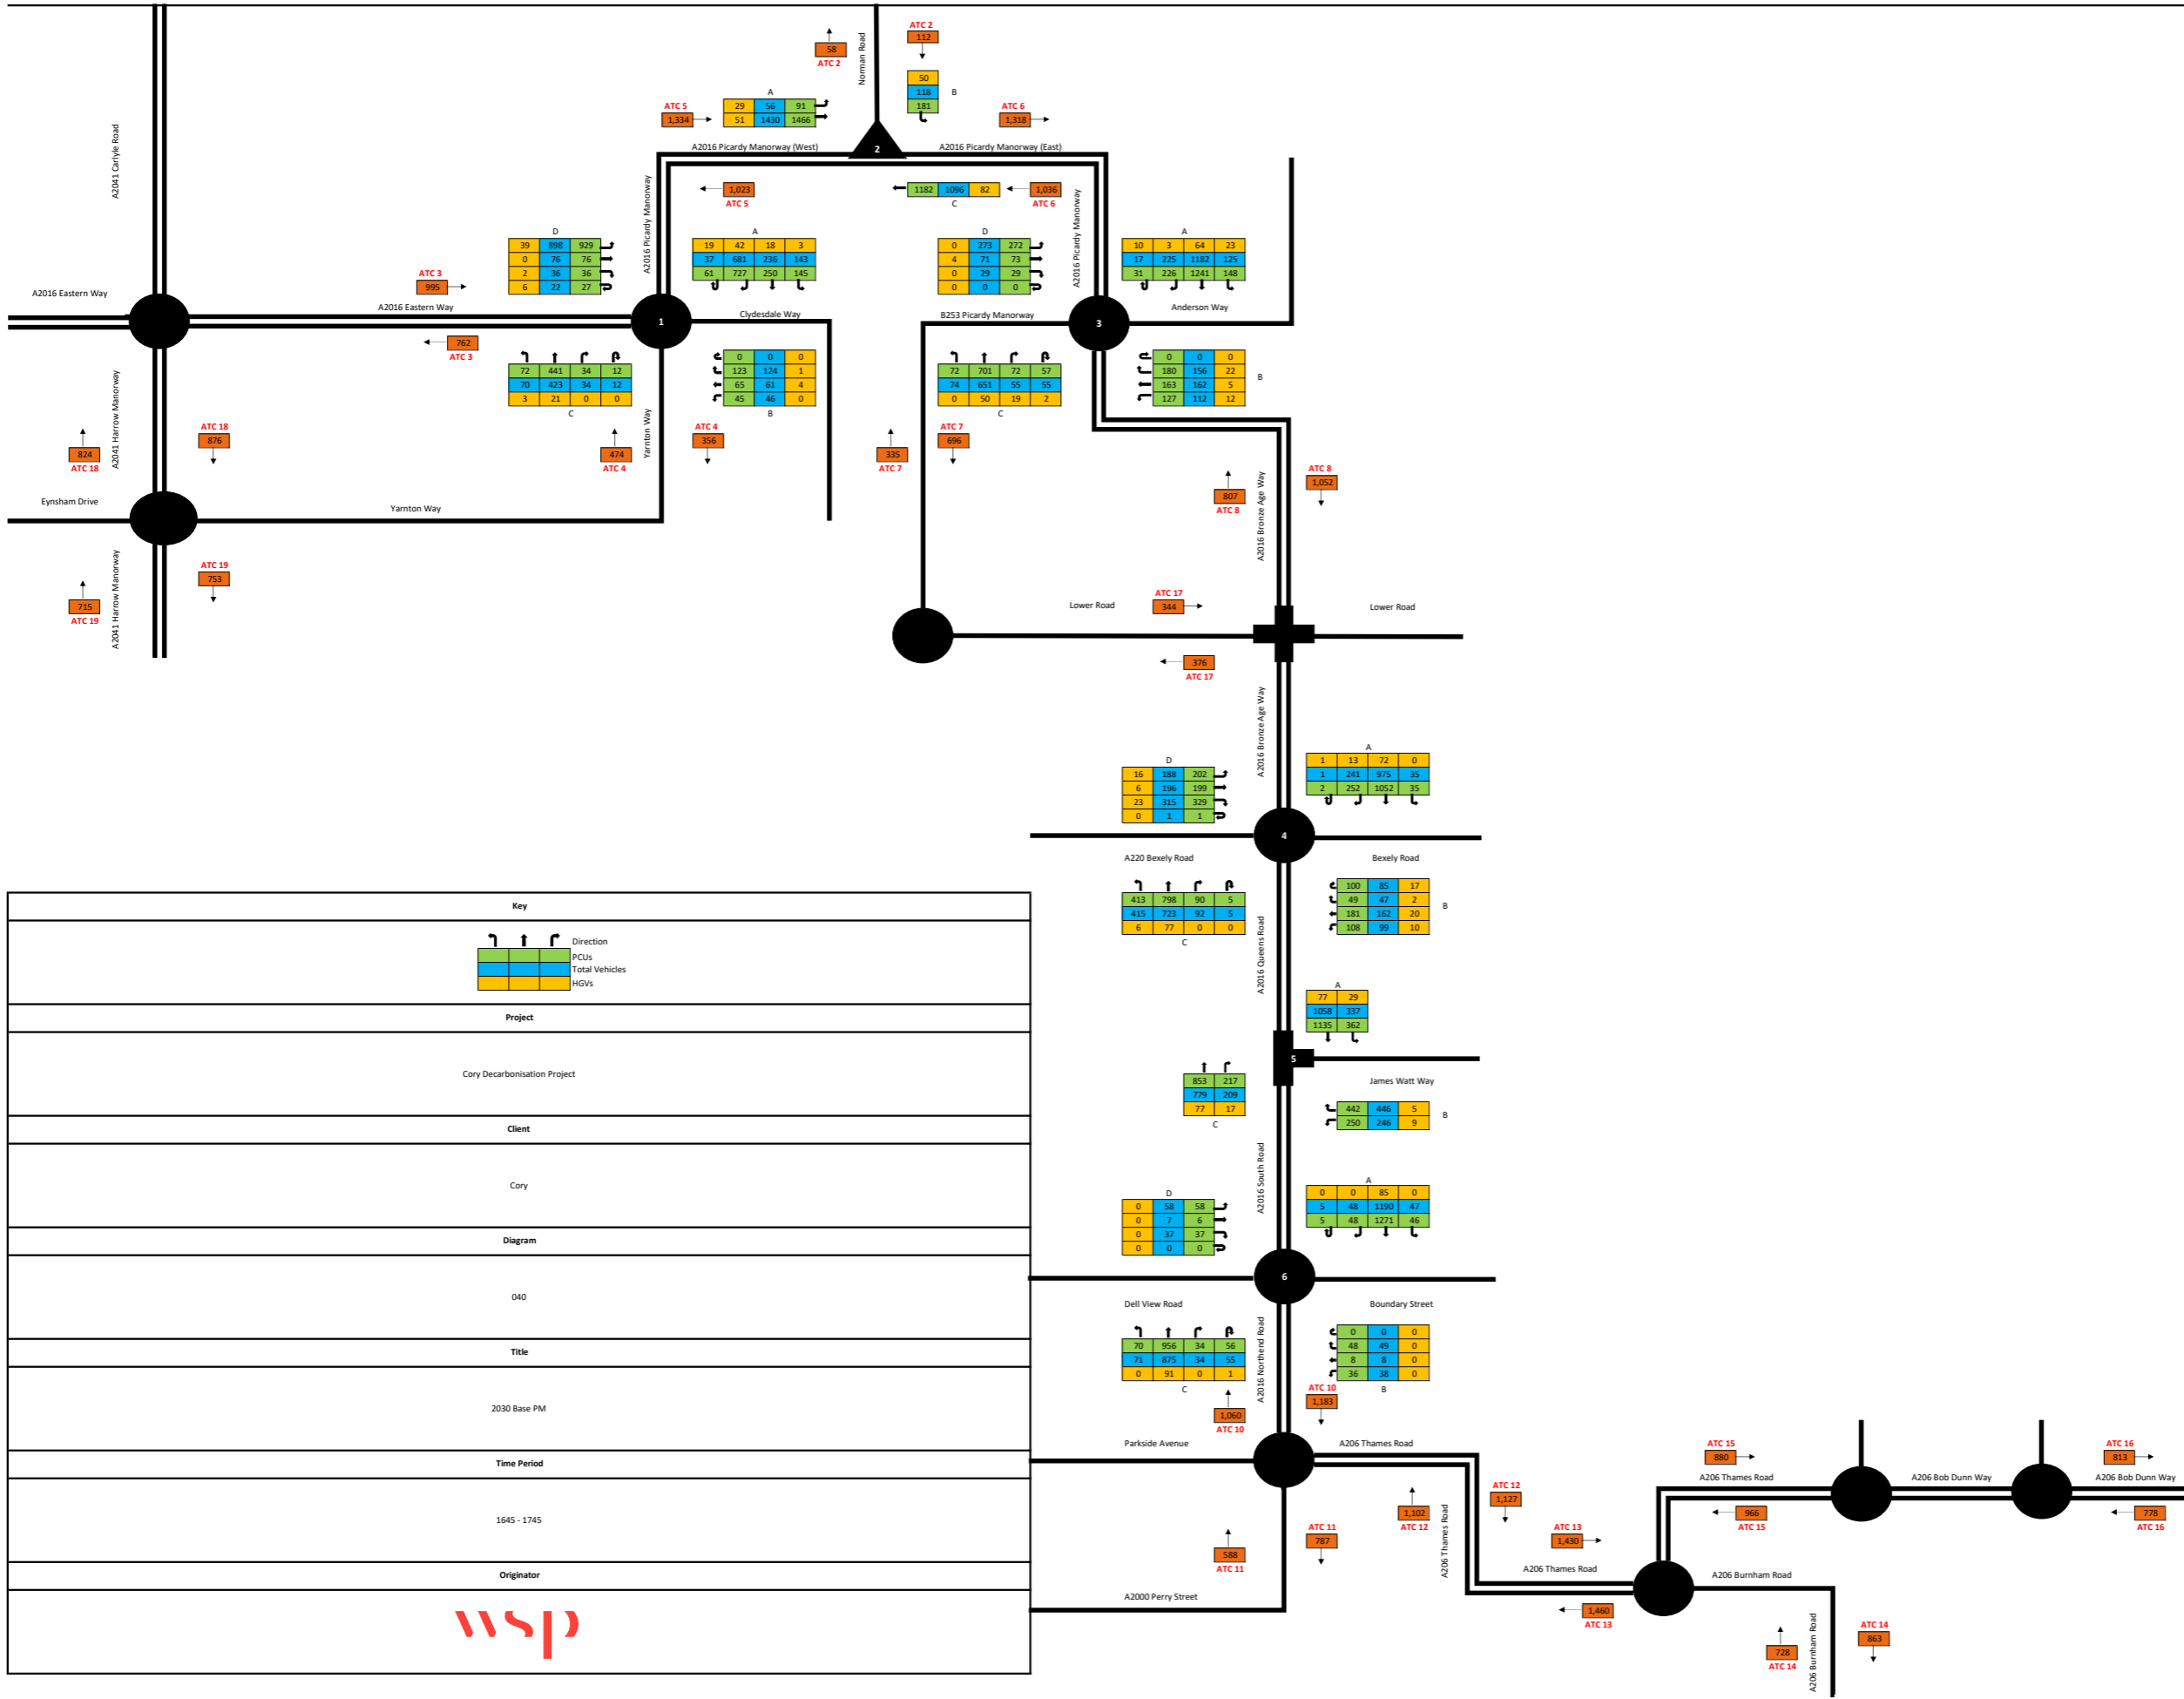 ATC 2
58
ATC 2
112
Norman Road
50
118 B
181
A
29 56 91
51 1430 1466
ATC 5
1,334
ATC 6
1,318
A2016 Picardy Manorway (West)
2
A2016 Picardy Manorway (East)
A2041 Carlyle Road
A2016 Picardy Manorway
1,023
ATC 5
1182 1096 82
C
1,036
ATC 6
A2016 Picardy Manorway
D
39 898 929
0 76 76
2 36 36
6 22 27
A
19 42 18 3
37 681 236 143
61 727 250 145
D
0 273 272
4 71 73
0 29 29
0 0 0
A
10 3 64 23
17 225 1182 125
31 226 1241 148
ATC 3
995
A2016 Eastern Way
A2016 Eastern Way
1
Clydesdale Way
B253 Picardy Manorway
3
Anderson Way
762
ATC 3
72 441 34 12
70 423 34 12
3 21 0 0
C
0 0 0
123 124 1
65 61 4
45 46 0
B
72 701 72 57
74 651 55 55
0 50 19 2
C
0 0 0
180 156 22
163 162 5
127 112 12
B
A2041 Harrow Manorway
824
ATC 18
ATC 18
876
474
ATC 4
Yarnton Way
ATC 4
356
335
ATC 7
ATC 7
696
807
ATC 8
A2016 Bronze Age Way
ATC 8
1,052
Eynsham Drive
Yarnton Way
715
ATC 19
A2041 Harrow Manorway
ATC 19
753
Lower Road
ATC 17
344
Lower Road
376
ATC 17
A2016 Bronze Age Way
D
16 188 202
6 196 199
23 315 329
0 1 1
A
1 13 72 0
1 241 975 35
2 252 1052 35
4
A220 Bexely Road
Bexely Road
413 798 90 5
415 723 92 5
6 77 0 0
C
A2016 Queens Road
100 85 17
49 47 2
181 162 20
108 99 10
B
A
77 29
1058 337
1135 362
5
James Watt Way
853 217
779 209
77 17
C
442 446 5
250 246 9
B
A2016 South Road
D
0 58 58
0 7 6
0 37 37
0 0 0
A
0 0 85 0
5 48 1190 47
5 48 1271 46
6
Dell View Road
Boundary Street
70 956 34 56
71 875 34 55
0 91 0 1
C
A2016 Northend Road
0 0 0
48 49 0
8 8 0
36 38 0
B
1,060
ATC 10
ATC 10
1,183
Parkside Avenue
A206 Thames Road
588
ATC 11
ATC 11
787
A2000 Perry Street
1,102
ATC 12
A206 Thames Road
ATC 12
1,127
ATC 13
1,430
A206 Thames Road
1,460
ATC 13
ATC 15
880
A206 Thames Road
966
ATC 15
A206 Bob Dunn Way
ATC 16
813
A206 Bob Dunn Way
778
ATC 16
A206 Burnham Road
728
ATC 14
A206 Burnham Road
ATC 14
863
Key
Direction
PCUs
Total Vehicles
HGVs
Project
Cory Decarbonisation Project
Client
Cory
Diagram
040
Title
2030 Base PM
Time Period
1645 - 1745
Originator
wsp